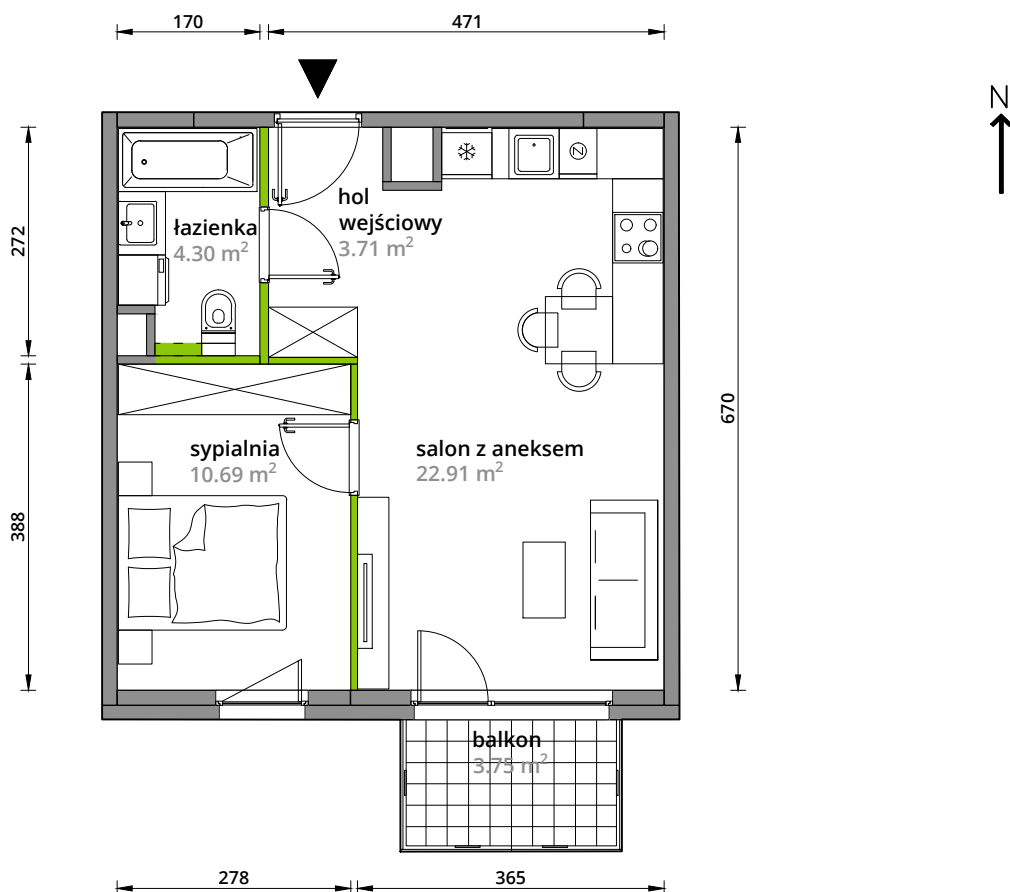 170
471
N
hol
wejściowy
3.71 m²
łazienka
4.30 m²
272
Z
670
sypialnia
10.69 m²
salon z aneksem
22.91 m²
388
balkon
3.75 m²
278
365